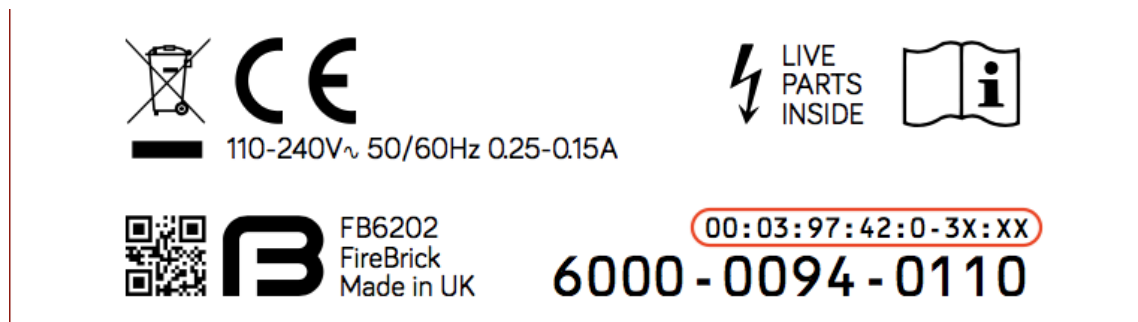 CE
LIVE
PARTS
INSIDE
i
110-240V∿ 50/60Hz 0.25-0.15A
B
FB6202
FireBrick
Made in UK
00:03:97:42:0-3X:XX
6000-0094-0110